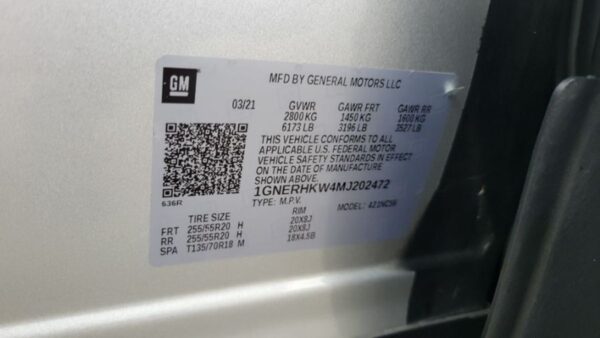 GM
MFD BY GENERAL MOTORS LLC
03/21 GVWR GAWR FRT GAWR RR
2800 KG 1450 KG 1600 KG
6173 LB 3196 LB 3527 LB
THIS VEHICLE CONFORMS TO ALL
APPLICABLE U.S. FEDERAL MOTOR
VEHICLE SAFETY STANDARDS IN EFFECT
ON THE DATE OF MANUFACTURE
SHOWN ABOVE.
1GNERHKW4MJ202472
636R
TYPE: M.P.V. MODEL:
TIRE SIZE RIM
FRT 255/55R20 H 20X8J
RR 255/55R20 H 20X8J
SPA T135/70R18 M 18X4.5B